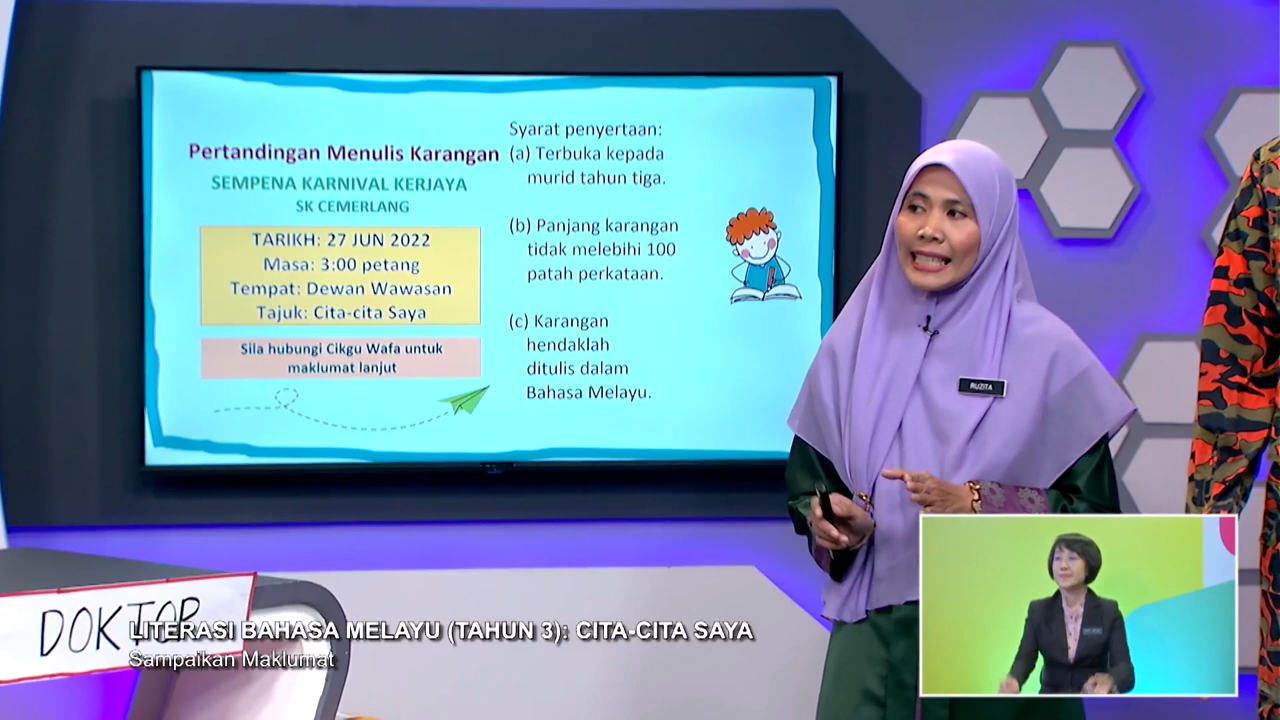 Pertandingan Menulis Karangan
SEMPENA KARNIVAL KERJAYA
SK CEMERLANG
TARIKH: 27 JUN 2022
Masa: 3:00 petang
Tempat: Dewan Wawasan
Tajuk: Cita-cita Saya
Sila hubungi Cikgu Wafa untuk
maklumat lanjut
Syarat penyertaan:
(a) Terbuka kepada
murid tahun tiga.
(b) Panjang karangan
tidak melebihi 100
patah perkataan.
(c) Karangan
hendaklah
ditulis dalam
Bahasa Melayu.
RUZITA
DOKTOR
LITERASI BAHASA MELAYU (TAHUN 3): CITA-CITA SAYA
Sampaikan Maklumat